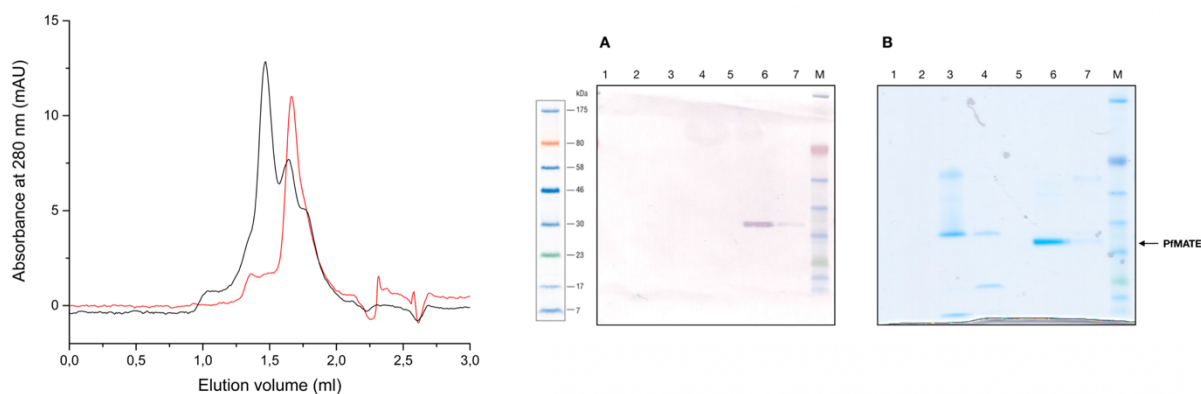 Absorbance at 280 nm (mAU)
15
10
5
0
0,0 0,5 1,0 1,5 2,0 2,5 3,0
Elution volume (ml)
kDa
175
80
58
46
30
23
17
7
A
1 2 3 4 5 6 7 M
B
1 2 3 4 5 6 7 M
PfMATE